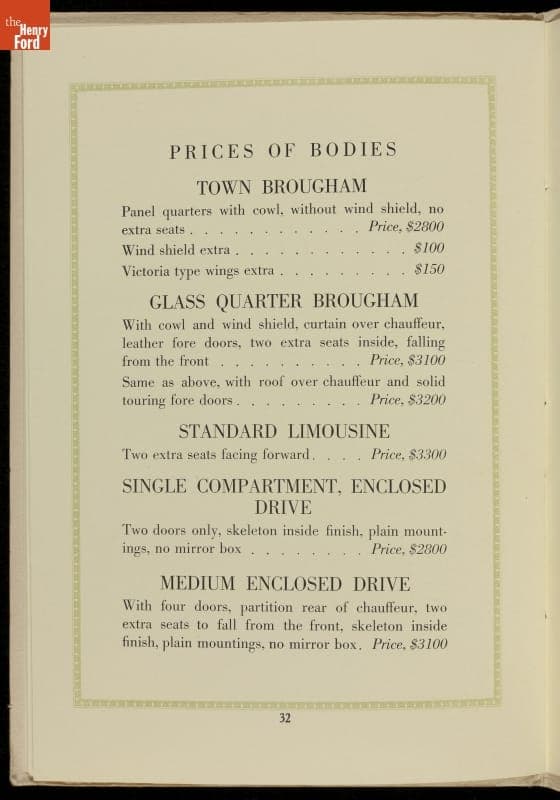 the
Henry
Ford
PRICES OF BODIES
TOWN BROUGHAM
Panel quarters with cowl, without wind shield, no
extra seats . . . . . . . . . . . . Price, $2800
Wind shield extra . . . . . . . . . . . . $100
Victoria type wings extra . . . . . . . . . $150
GLASS QUARTER BROUGHAM
With cowl and wind shield, curtain over chauffeur,
leather fore doors, two extra seats inside, falling
from the front . . . . . . . . . . Price, $3100
Same as above, with roof over chauffeur and solid
touring fore doors . . . . . . . . . Price, $3200
STANDARD LIMOUSINE
Two extra seats facing forward . . . . Price, $3300
SINGLE COMPARTMENT, ENCLOSED
DRIVE
Two doors only, skeleton inside finish, plain mount-
ings, no mirror box . . . . . . . . Price, $2800
MEDIUM ENCLOSED DRIVE
With four doors, partition rear of chauffeur, two
extra seats to fall from the front, skeleton inside
finish, plain mountings, no mirror box . Price, $3100
32